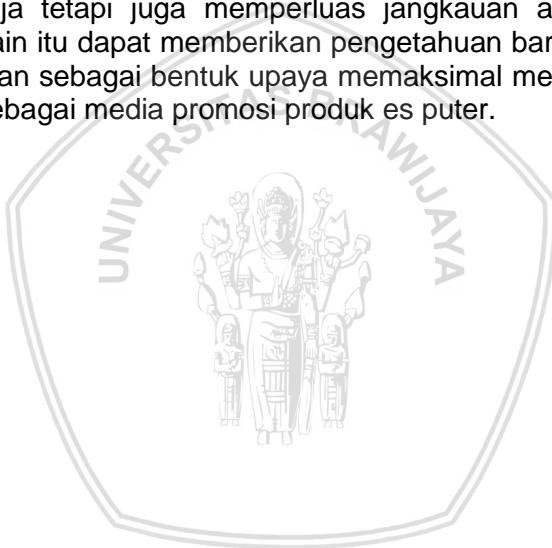 ja tetapi juga memperluas jangkauan a
in itu dapat memberikan pengetahuan bar
an sebagai bentuk upaya memaksimal me
ebagai media promosi produk es puter.
UNIVERSITAS BRAWIJAYA